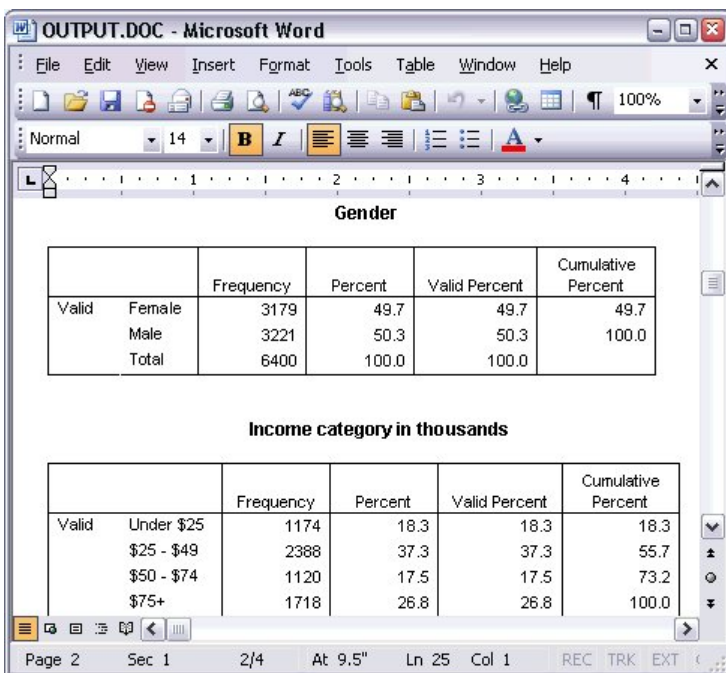 OUTPUT.DOC - Microsoft Word
File Edit View Insert Format Tools Table Window Help
ABC ¶ 100%
Normal 14 B I A
L 1 2 3 4
Gender
Frequency Percent Valid Percent Cumulative Percent
Valid Female 3179 49.7 49.7 49.7
Male 3221 50.3 50.3 100.0
Total 6400 100.0 100.0
Income category in thousands
Frequency Percent Valid Percent Cumulative Percent
Valid Under $25 1174 18.3 18.3 18.3
$25 - $49 2388 37.3 37.3 55.7
$50 - $74 1120 17.5 17.5 73.2
$75+ 1718 26.8 26.8 100.0
Page 2 Sec 1 2/4 At 9.5" Ln 25 Col 1 REC TRK EXT